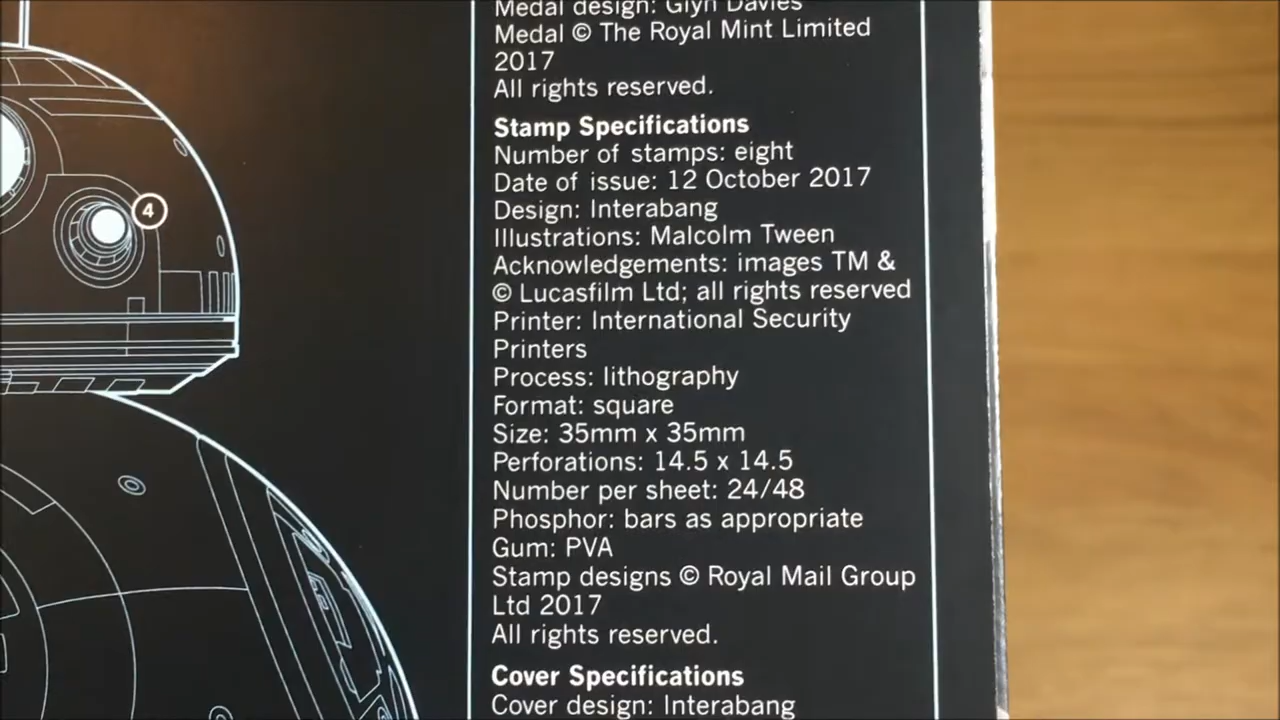 Medal design: Glyn Davies
Medal © The Royal Mint Limited
2017
All rights reserved.
Stamp Specifications
Number of stamps: eight
Date of issue: 12 October 2017
Design: Interabang
Illustrations: Malcolm Tween
Acknowledgements: images TM &
© Lucasfilm Ltd; all rights reserved
Printer: International Security
Printers
Process: lithography
Format: square
Size: 35mm x 35mm
Perforations: 14.5 x 14.5
Number per sheet: 24/48
Phosphor: bars as appropriate
Gum: PVA
Stamp designs © Royal Mail Group
Ltd 2017
All rights reserved.
Cover Specifications
Cover design: Interabang
4